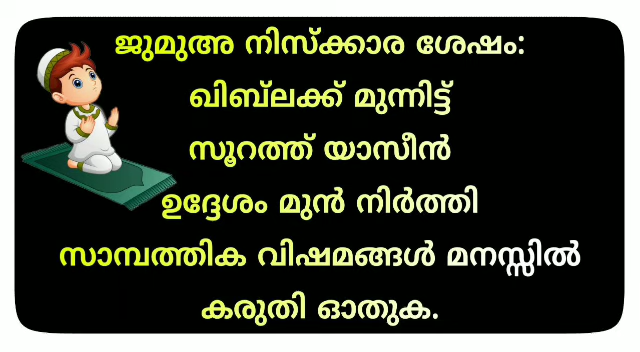 ജുമുഅ നിസ്ക്കാര ശേഷം:
ഖിബ്‌ലക്ക് മുന്നിട്ട്
സൂറത്ത് യാസീൻ
ഉദ്ദേശം മുൻ നിർത്തി
സാമ്പത്തിക വിഷമങ്ങൾ മനസ്സിൽ
കരുതി ഓതുക.